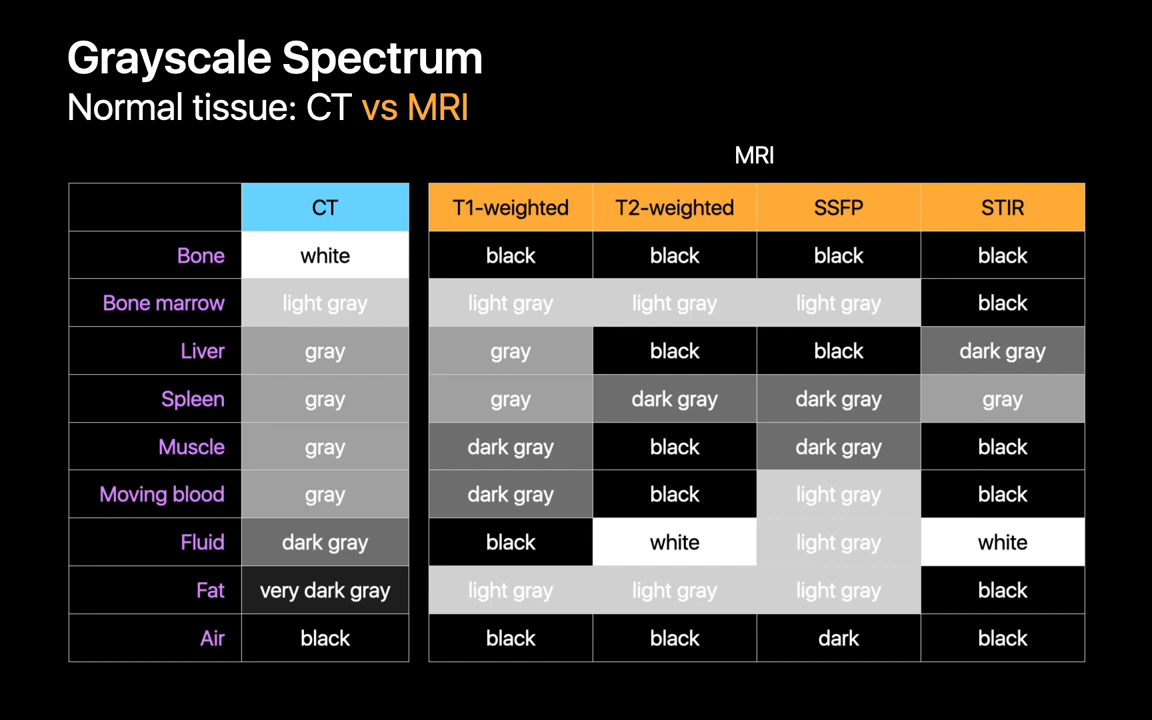 Grayscale Spectrum
Normal tissue: CT vs MRI
MRI
CT T1-weighted T2-weighted SSFP STIR
Bone white black black black black
Bone marrow light gray light gray light gray light gray black
Liver gray gray black black dark gray
Spleen gray gray dark gray dark gray gray
Muscle gray dark gray black dark gray black
Moving blood gray dark gray black light gray black
Fluid dark gray black white light gray white
Fat very dark gray light gray light gray light gray black
Air black black black dark black